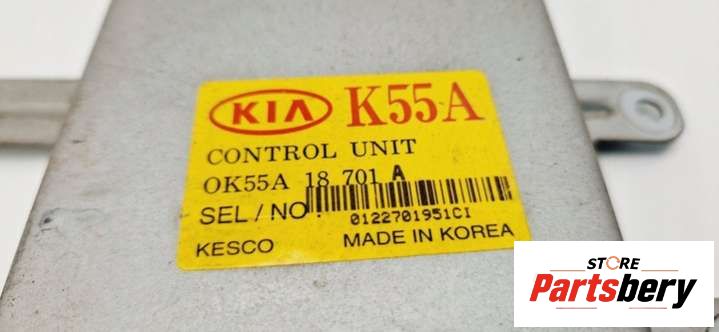 KIA K55A
CONTROL UNIT
OK55A 18 701 A
SEL/NO :
0122701951CI
KESCO MADE IN KOREA
STORE
Partsbery